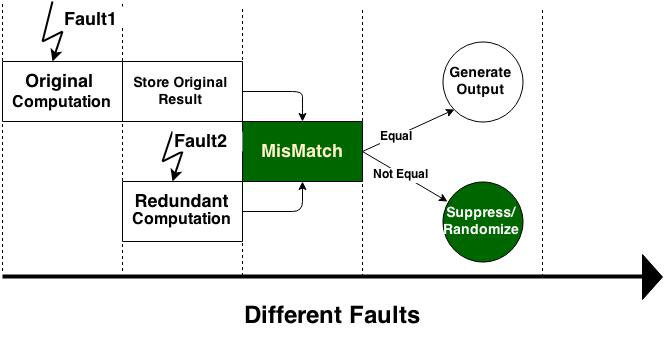 Fault1
Original
Computation
Store Original
Result
Fault2
MisMatch
Redundant
Computation
Equal
Not Equal
Generate
Output
Suppress/
Randomize
Different Faults